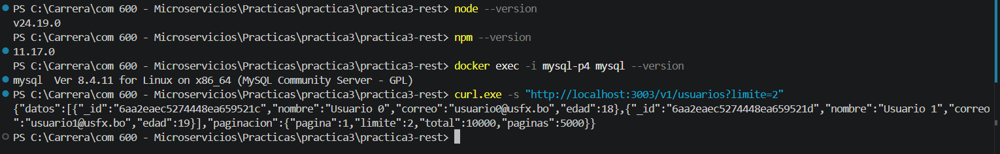 PS C:\Carrera\com 600 - Microservicios\Practicas\practica3\practica3-rest> node --version
v24.19.0
PS C:\Carrera\com 600 - Microservicios\Practicas\practica3\practica3-rest> npm --version
11.17.0
PS C:\Carrera\com 600 - Microservicios\Practicas\practica3\practica3-rest> docker exec -i mysql-p4 mysql --version
mysql  Ver 8.4.11 for Linux on x86_64 (MySQL Community Server - GPL)
PS C:\Carrera\com 600 - Microservicios\Practicas\practica3\practica3-rest> curl.exe -s "http://localhost:3003/v1/usuarios?limite=2"
{"datos":[{"_id":"6aa2eaec5274448ea659521c","nombre":"Usuario 0","correo":"usuario0@usfx.bo","edad":18},{"_id":"6aa2eaec5274448ea659521d","nombre":"Usuario 1","correo
":"usuario1@usfx.bo","edad":19}],"paginacion":{"pagina":1,"limite":2,"total":10000,"paginas":5000}}
PS C:\Carrera\com 600 - Microservicios\Practicas\practica3\practica3-rest>